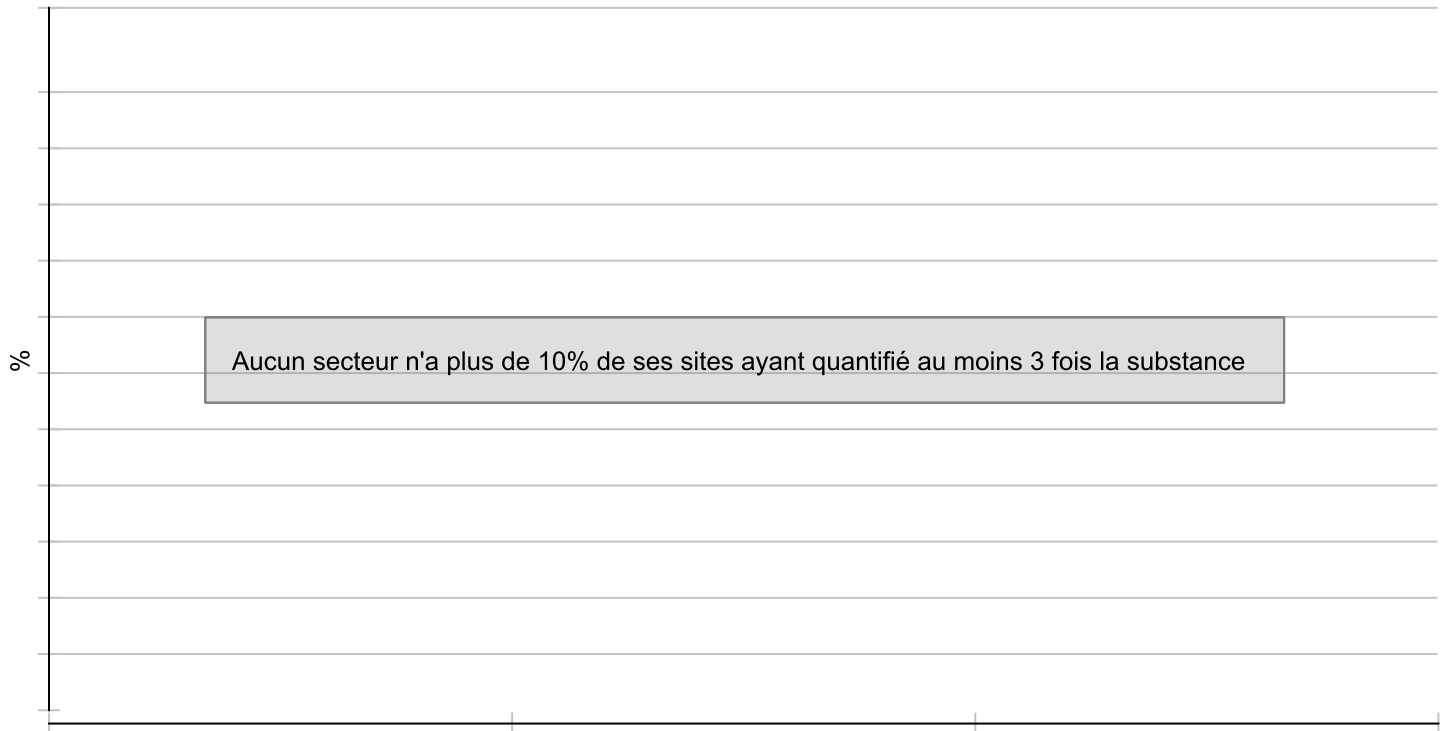 %
Aucun secteur n'a plus de 10% de ses sites ayant quantifié au moins 3 fois la substance